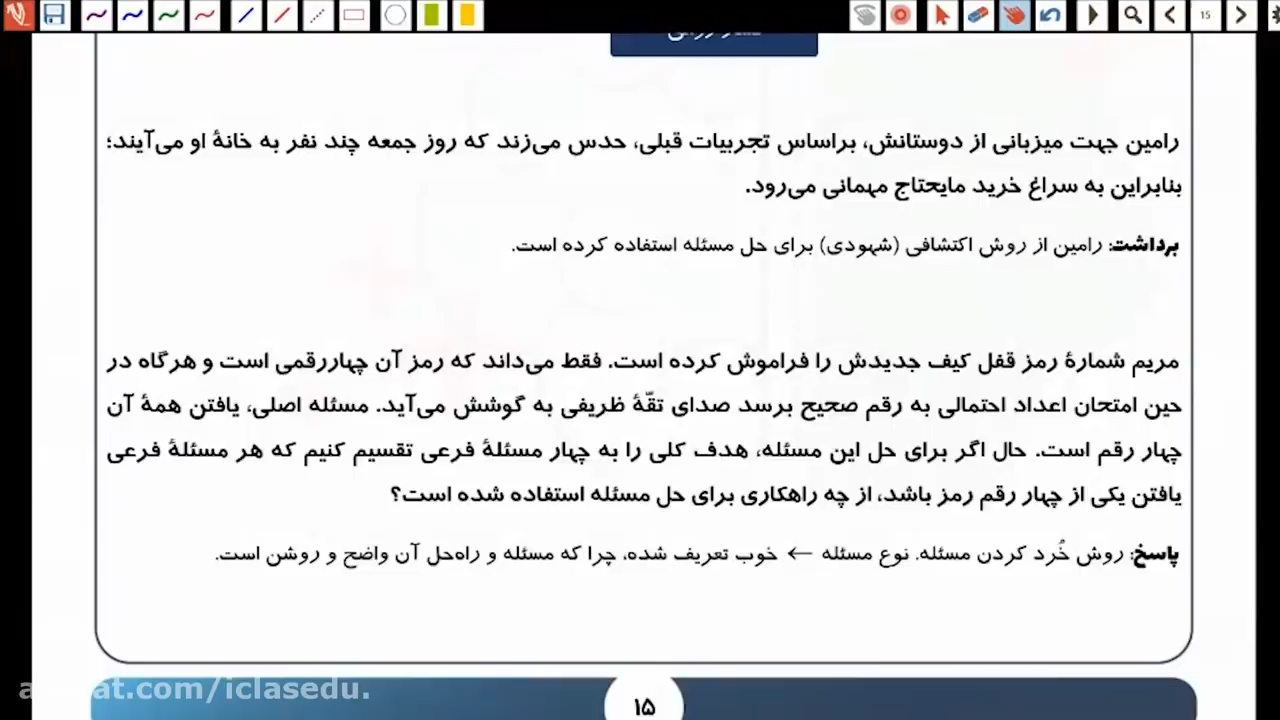 15
رامین جهت میزبانی از دوستانش، براساس تجربیات قبلی، حدس می‌زند که روز جمعه چند نفر به خانهٔ او می‌آیند؛
بنابراین به سراغ خرید مایحتاج مهمانی می‌رود.
برداشت: رامین از روش اکتشافی (شهودی) برای حل مسئله استفاده کرده است.
مریم شمارهٔ رمز قفل کیف جدیدش را فراموش کرده است. فقط می‌داند که رمز آن چهاررقمی است و هرگاه در
حین امتحان اعداد احتمالی به رقم صحیح برسد صدای تقّهٔ ظریفی به گوشش می‌آید. مسئله اصلی، یافتن همهٔ آن
چهار رقم است. حال اگر برای حل این مسئله، هدف کلی را به چهار مسئلهٔ فرعی تقسیم کنیم که هر مسئلهٔ فرعی
یافتن یکی از چهار رقم رمز باشد، از چه راهکاری برای حل مسئله استفاده شده است؟
پاسخ: روش خُرد کردن مسئله. نوع مسئله ← خوب تعریف شده، چرا که مسئله و راه‌حل آن واضح و روشن است.
۱۵
at.com/iclasedu.